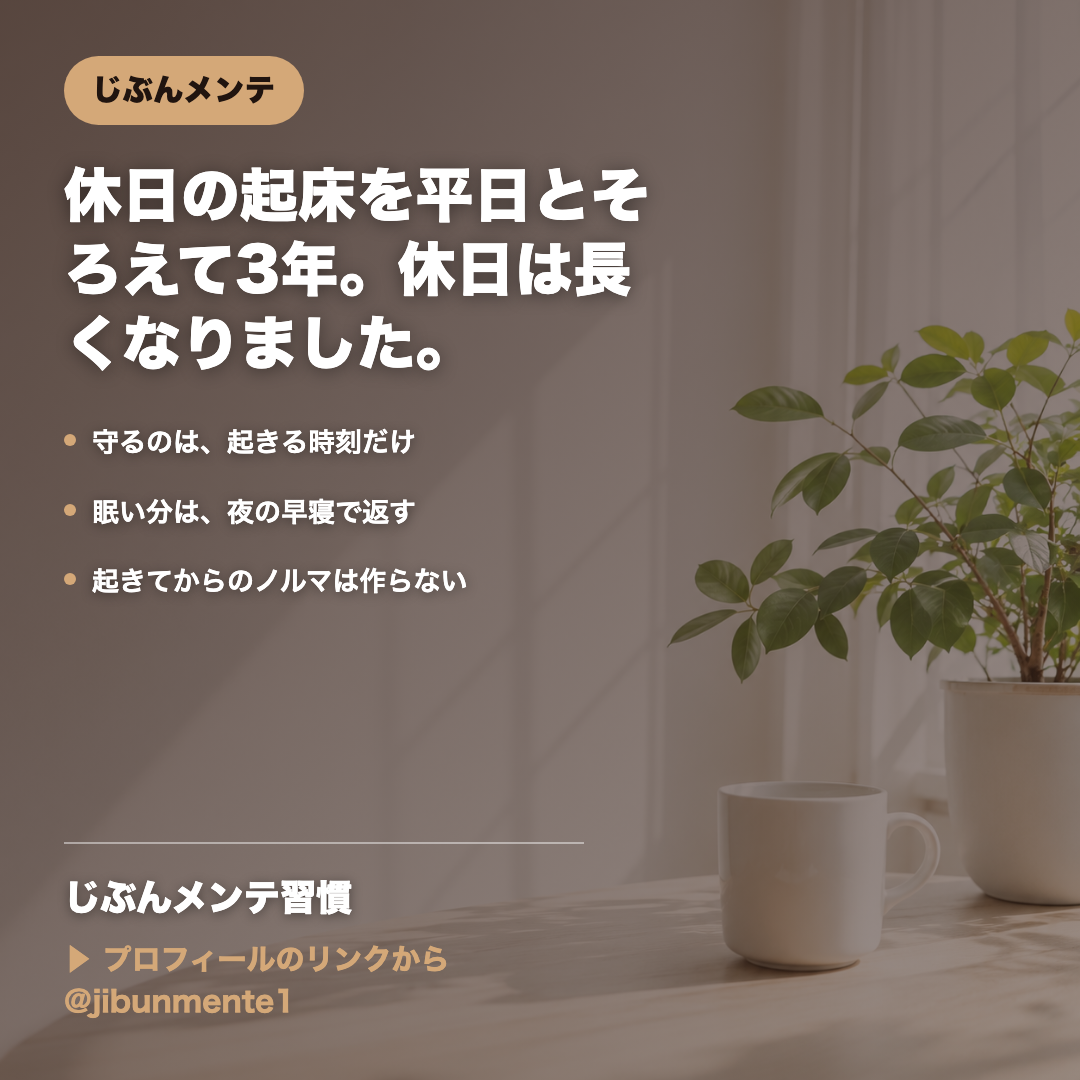 じぶんメンテ
休日の起床を平日とそ
ろえて3年。休日は長
くなりました。
守るのは、起きる時刻だけ
眠い分は、夜の早寝で返す
起きてからのノルマは作らない
じぶんメンテ習慣
▶ プロフィールのリンクから
@jibunmente1